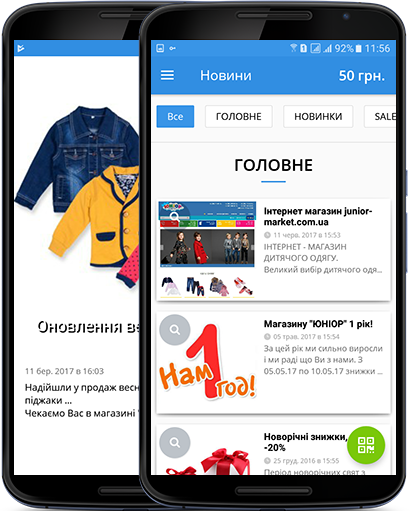 Оновлення ве
11 бер. 2017 в 16:03
Надійшли у продаж весн
піджаки ...
Чекаємо Вас в магазині "
92% 11:56
Новини
50 грн.
Все
ГОЛОВНЕ
НОВИНКИ
SALE
ГОЛОВНЕ
Інтернет магазин junior-
market.com.ua
11 черв. 2017 в 15:53
ІНТЕРНЕТ - МАГАЗИН
ДИТЯЧОГО ОДЯГУ.
Великий вибір дитячого одя...
Нам 1 год!
Магазину "ЮНІОР" 1 рік!
05 трав. 2017 в 15:54
За цей рік ми сильно виросли
і ми раді що Ви з нами. З
05.05.17 по 10.05.17 знижки ...
Новорічні знижки,
-20%
25 груд. 2016 в 15:55
Період новорічних свят з